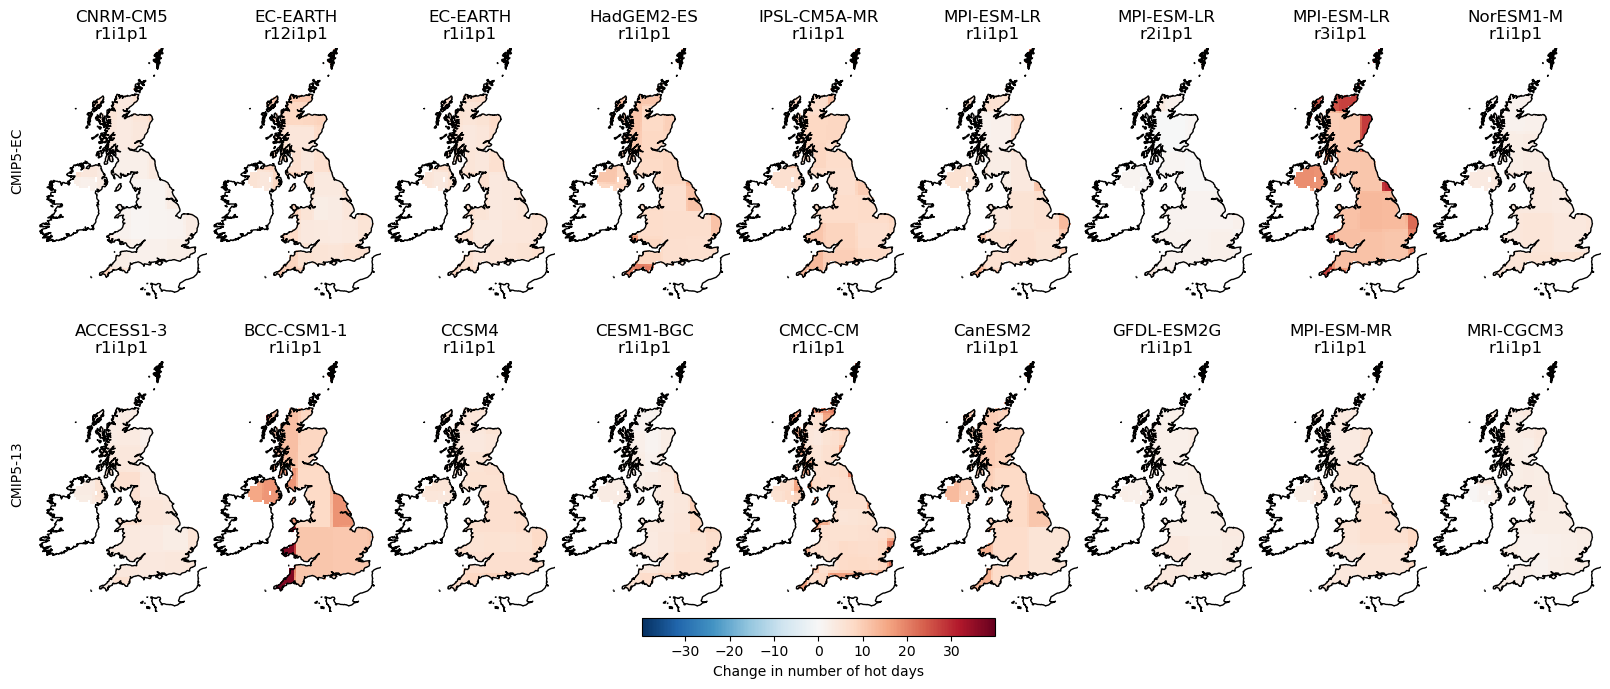 CNRM-CM5
r1i1p1
EC-EARTH
r12i1p1
EC-EARTH
r1i1p1
HadGEM2-ES
r1i1p1
IPSL-CM5A-MR
r1i1p1
MPI-ESM-LR
r1i1p1
MPI-ESM-LR
r2i1p1
MPI-ESM-LR
r3i1p1
NorESM1-M
r1i1p1
CMIP5-EC
ACCESS1-3
r1i1p1
BCC-CSM1-1
r1i1p1
CCSM4
r1i1p1
CESM1-BGC
r1i1p1
CMCC-CM
r1i1p1
CanESM2
r1i1p1
GFDL-ESM2G
r1i1p1
MPI-ESM-MR
r1i1p1
MRI-CGCM3
r1i1p1
CMIP5-13
−30 −20 −10 0 10 20 30
Change in number of hot days